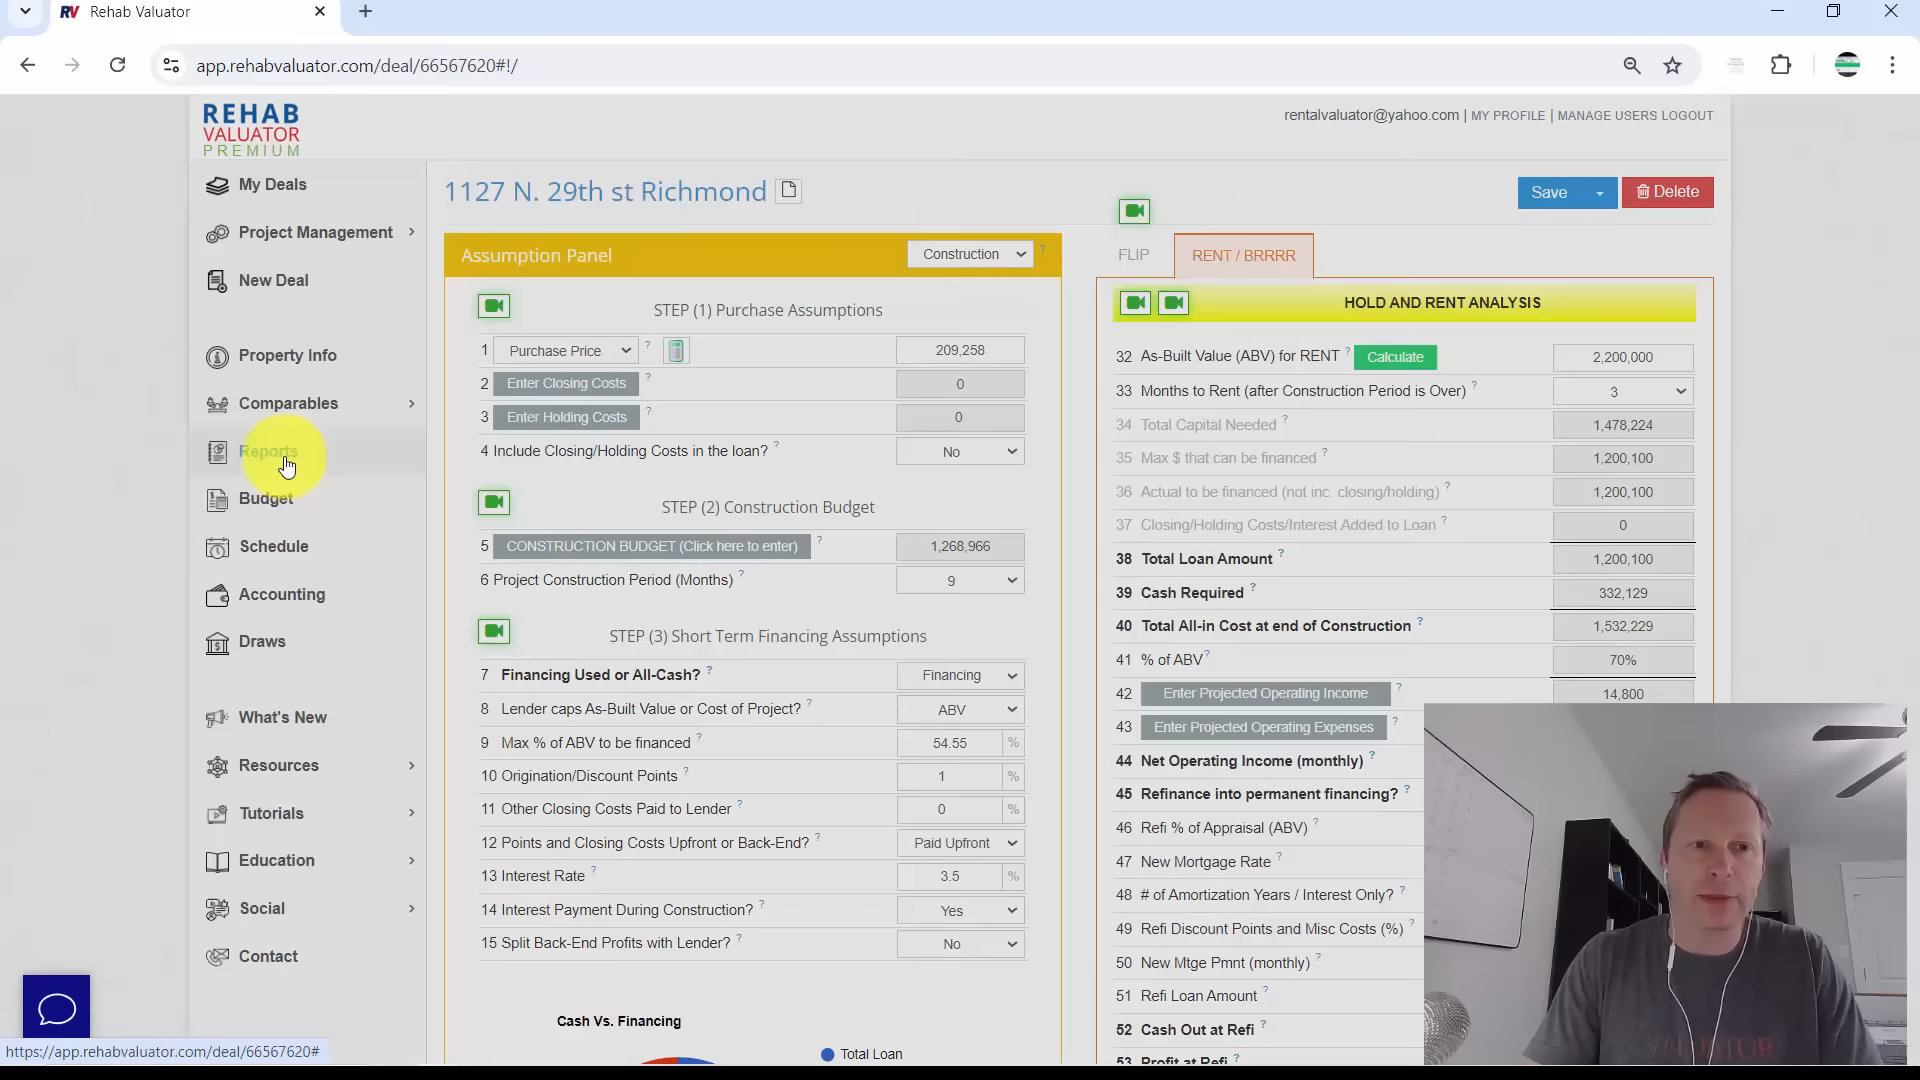 Rehab Valuator
app.rehabvaluator.com/deal/66567620#!/
REHAB
VALUATOR
PREMIUM
rentalvaluator@yahoo.com | MY PROFILE | MANAGE USERS LOGOUT
My Deals
Project Management
New Deal
Property Info
Comparables
Reports
Budget
Schedule
Accounting
Draws
What's New
Resources
Tutorials
Education
Social
Contact
https://app.rehabvaluator.com/deal/66567620#
1127 N. 29th st Richmond
Save
Delete
Assumption Panel
Construction ?
STEP (1) Purchase Assumptions
1 Purchase Price ? 209,258
2 Enter Closing Costs ? 0
3 Enter Holding Costs ? 0
4 Include Closing/Holding Costs in the loan? ? No
STEP (2) Construction Budget
5 CONSTRUCTION BUDGET (Click here to enter) ? 1,268,966
6 Project Construction Period (Months) ? 9
STEP (3) Short Term Financing Assumptions
7 Financing Used or All-Cash? ? Financing
8 Lender caps As-Built Value or Cost of Project? ? ABV
9 Max % of ABV to be financed ? 54.55 %
10 Origination/Discount Points ? 1 %
11 Other Closing Costs Paid to Lender ? 0 %
12 Points and Closing Costs Upfront or Back-End? ? Paid Upfront
13 Interest Rate ? 3.5 %
14 Interest Payment During Construction? ? Yes
15 Split Back-End Profits with Lender? ? No
Cash Vs. Financing
Total Loan
FLIP
RENT / BRRRR
HOLD AND RENT ANALYSIS
32 As-Built Value (ABV) for RENT ? Calculate 2,200,000
33 Months to Rent (after Construction Period is Over) ? 3
34 Total Capital Needed ? 1,478,224
35 Max $ that can be financed ? 1,200,100
36 Actual to be financed (not inc. closing/holding) ? 1,200,100
37 Closing/Holding Costs/Interest Added to Loan ? 0
38 Total Loan Amount ? 1,200,100
39 Cash Required ? 332,129
40 Total All-in Cost at end of Construction ? 1,532,229
41 % of ABV ? 70%
42 Enter Projected Operating Income ? 14,800
43 Enter Projected Operating Expenses ?
44 Net Operating Income (monthly) ?
45 Refinance into permanent financing? ?
46 Refi % of Appraisal (ABV) ?
47 New Mortgage Rate ?
48 # of Amortization Years / Interest Only? ?
49 Refi Discount Points and Misc Costs (%) ?
50 New Mtge Pmnt (monthly) ?
51 Refi Loan Amount ?
52 Cash Out at Refi ?
53 Profit at Refi ?
VALUATOR